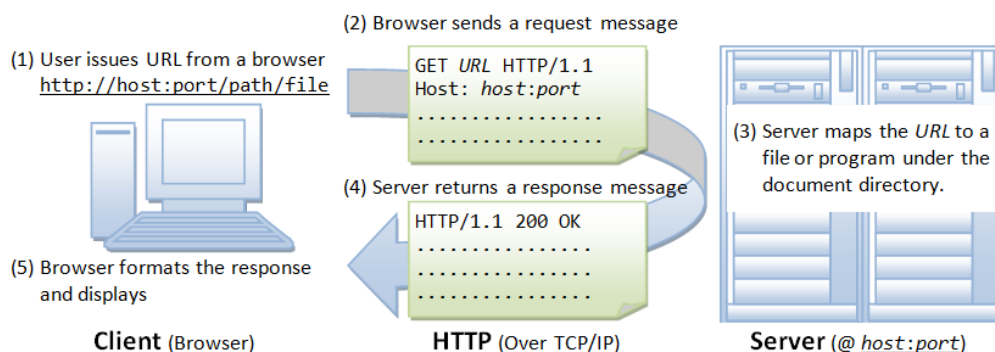 (1) User issues URL from a browser
http://host:port/path/file
(2) Browser sends a request message
GET URL HTTP/1.1
Host: host:port
..................
..................
(3) Server maps the URL to a
file or program under the
document directory.
(4) Server returns a response message
HTTP/1.1 200 OK
.................
.................
.................
(5) Browser formats the response
and displays
Client (Browser)
HTTP (Over TCP/IP)
Server (@ host:port)